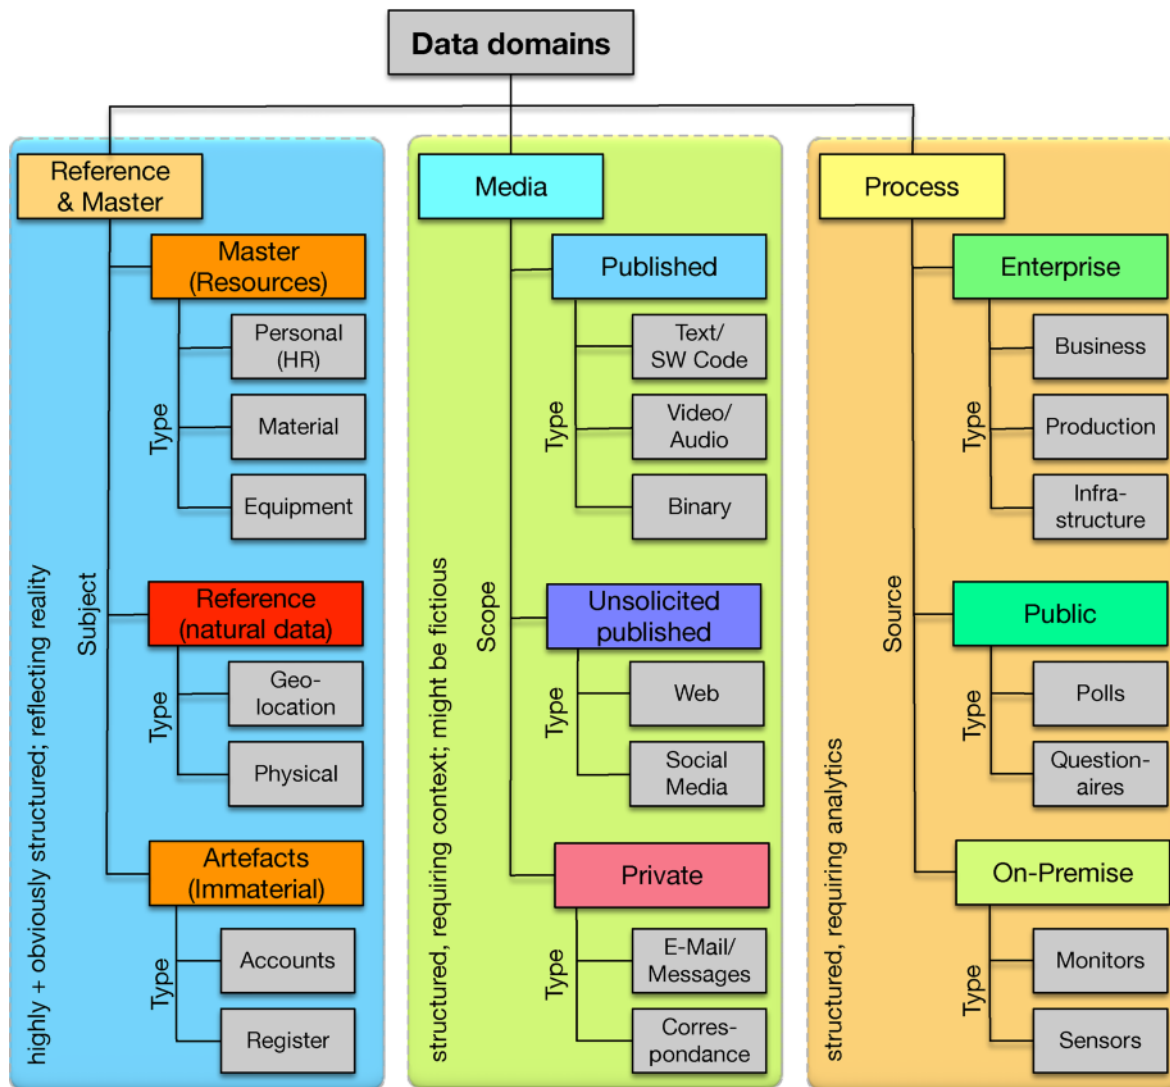 Data domains
Reference
& Master
Master
(Resources)
Personal
(HR)
Material
Equipment
Type
Reference
(natural data)
Geo-
location
Physical
Type
Artefacts
(Immaterial)
Accounts
Register
Type
Subject
highly + obviously structured; reflecting reality
Media
Published
Text/
SW Code
Video/
Audio
Binary
Type
Unsolicited
published
Web
Social
Media
Type
Private
E-Mail/
Messages
Corres-
pondance
Type
Scope
structured, requiring context; might be fictious
Process
Enterprise
Business
Production
Infra-
structure
Type
Public
Polls
Question-
aires
Type
On-Premise
Monitors
Sensors
Type
Source
structured, requiring analytics